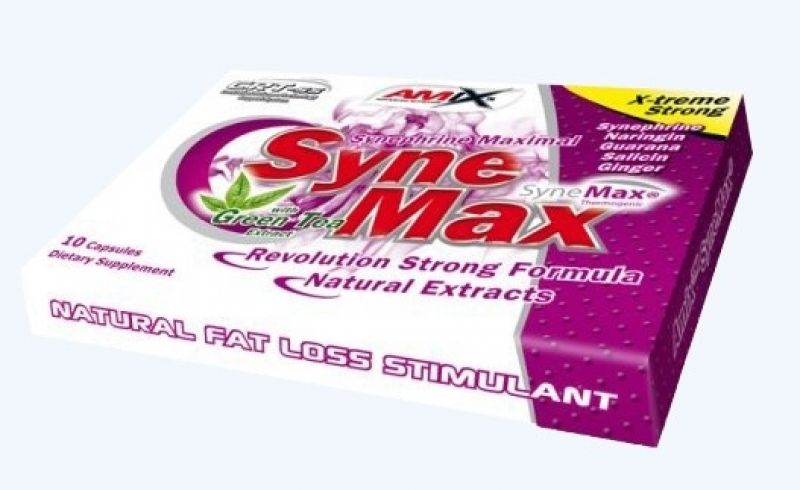 AMIX®
X-treme
Strong
Synephrine Maximal
Syne
Max
Synephrine
Naringin
Guarana
Salicin
Ginger
SyneMax®
Thermogenic
with
Green Tea
Extract
10 Capsules
Dietary Supplement
Revolution Strong Formula
Natural Extracts
NATURAL FAT LOSS STIMULANT